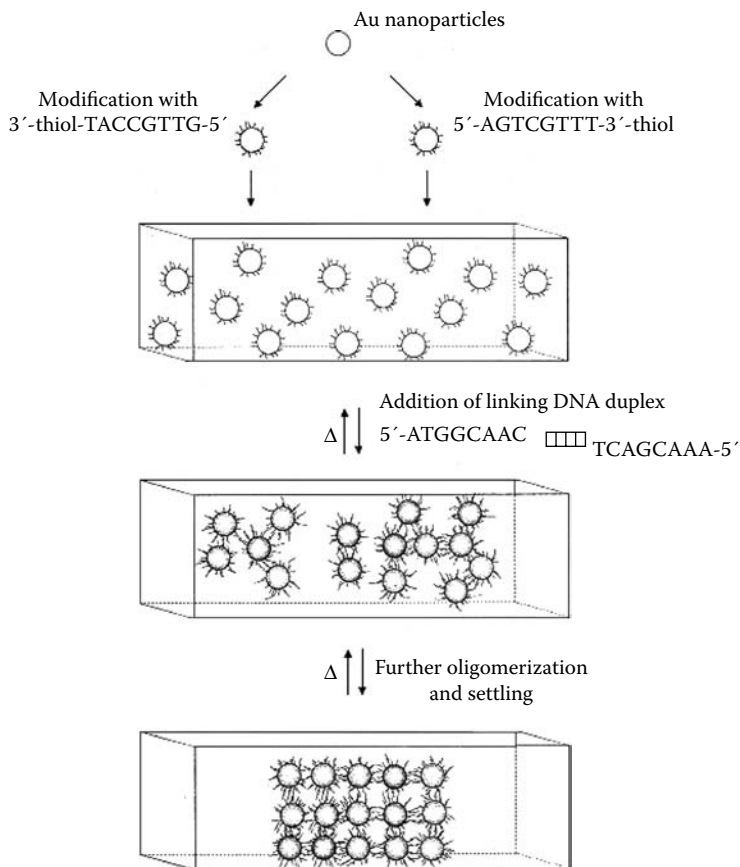 Au nanoparticles
Modification with
3´-thiol-TACCGTTG-5´
Modification with
5´-AGTCGTTT-3´-thiol
Addition of linking DNA duplex
Δ
5´-ATGGCAAC
TCAGCAAA-5´
Δ
Further oligomerization
and settling